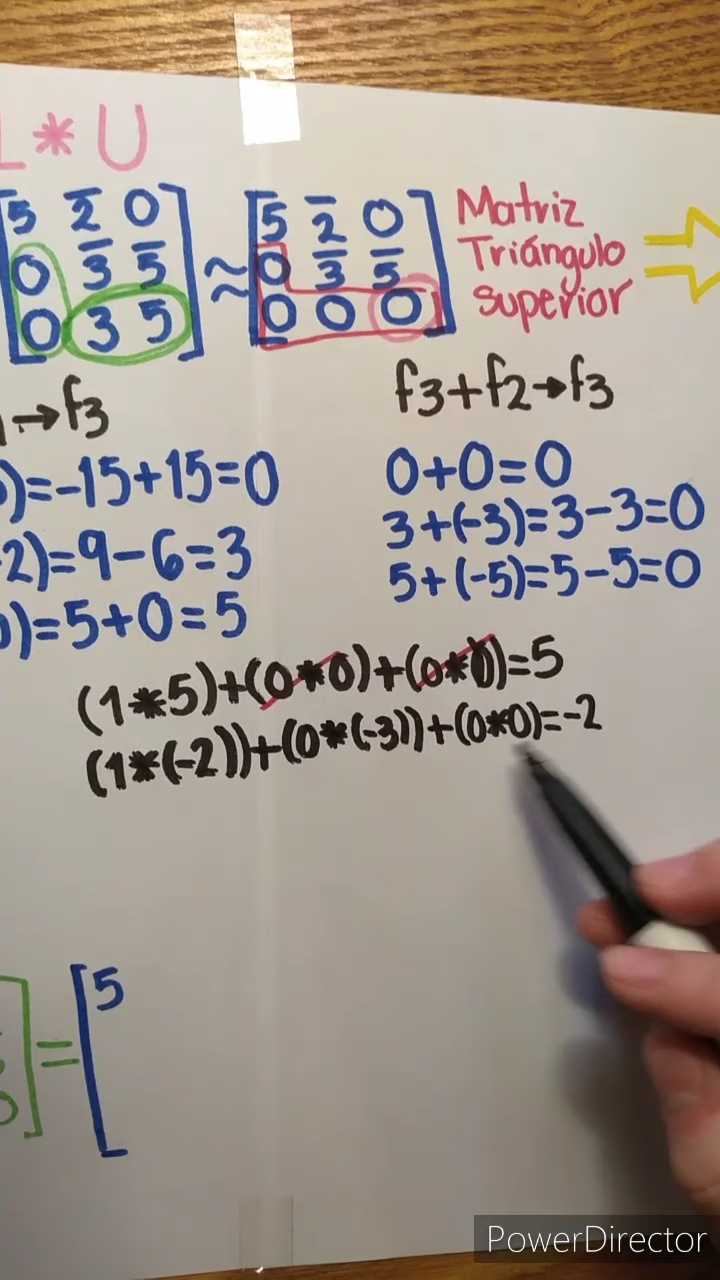 L * U
5 -2 0
0 -3 -5
0 3 5
≈
5 -2 0
0 -3 -5
0 0 0
Matriz
Triángulo
superior
→f3
f3+f2→f3
)=-15+15=0
2)=9-6=3
)=5+0=5
0+0=0
3+(-3)=3-3=0
5+(-5)=5-5=0
(1*5)+(0*0)+(0*0)=5
(1*(-2))+(0*(-3))+(0*0)=-2
=[5
PowerDirector